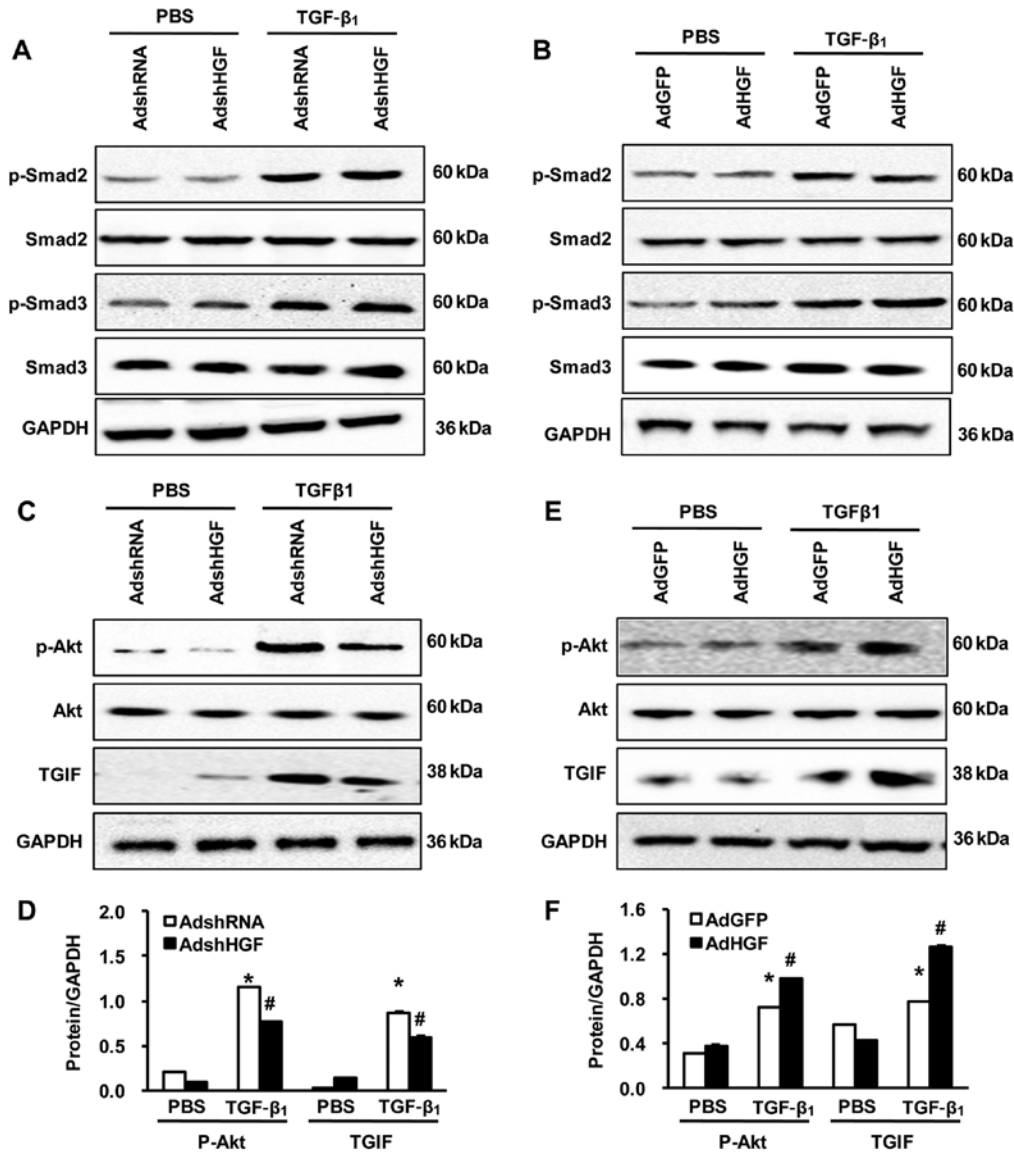 A
PBS TGF-β1
AdshRNA AdshHGF AdshRNA AdshHGF
p-Smad2 60 kDa
Smad2 60 kDa
p-Smad3 60 kDa
Smad3 60 kDa
GAPDH 36 kDa
B
PBS TGF-β1
AdGFP AdHGF AdGFP AdHGF
p-Smad2 60 kDa
Smad2 60 kDa
p-Smad3 60 kDa
Smad3 60 kDa
GAPDH 36 kDa
C
PBS TGFβ1
AdshRNA AdshHGF AdshRNA AdshHGF
p-Akt 60 kDa
Akt 60 kDa
TGIF 38 kDa
GAPDH 36 kDa
E
PBS TGFβ1
AdGFP AdHGF AdGFP AdHGF
p-Akt 60 kDa
Akt 60 kDa
TGIF 38 kDa
GAPDH 36 kDa
D
Protein/GAPDH
2.0
1.5
1.0
0.5
0.0
AdshRNA
AdshHGF
* # * #
PBS TGF-β1 PBS TGF-β1
P-Akt TGIF
F
Protein/GAPDH
1.6
1.2
0.8
0.4
0.0
AdGFP
AdHGF
* # * #
PBS TGF-β1 PBS TGF-β1
P-Akt TGIF